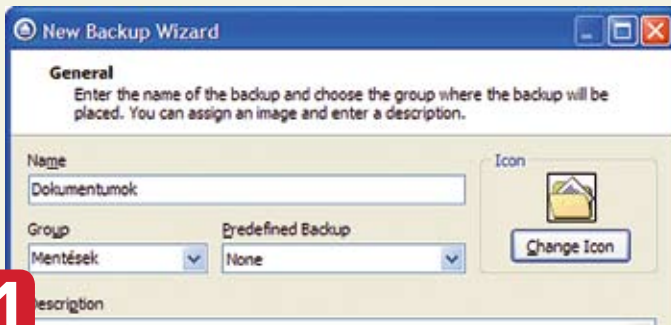 New Backup Wizard
General
Enter the name of the backup and choose the group where the backup will be
placed. You can assign an image and enter a description.
Name
Icon
Dokumentumok
Group
Predefined Backup
Change Icon
Mentések
None
1
Description